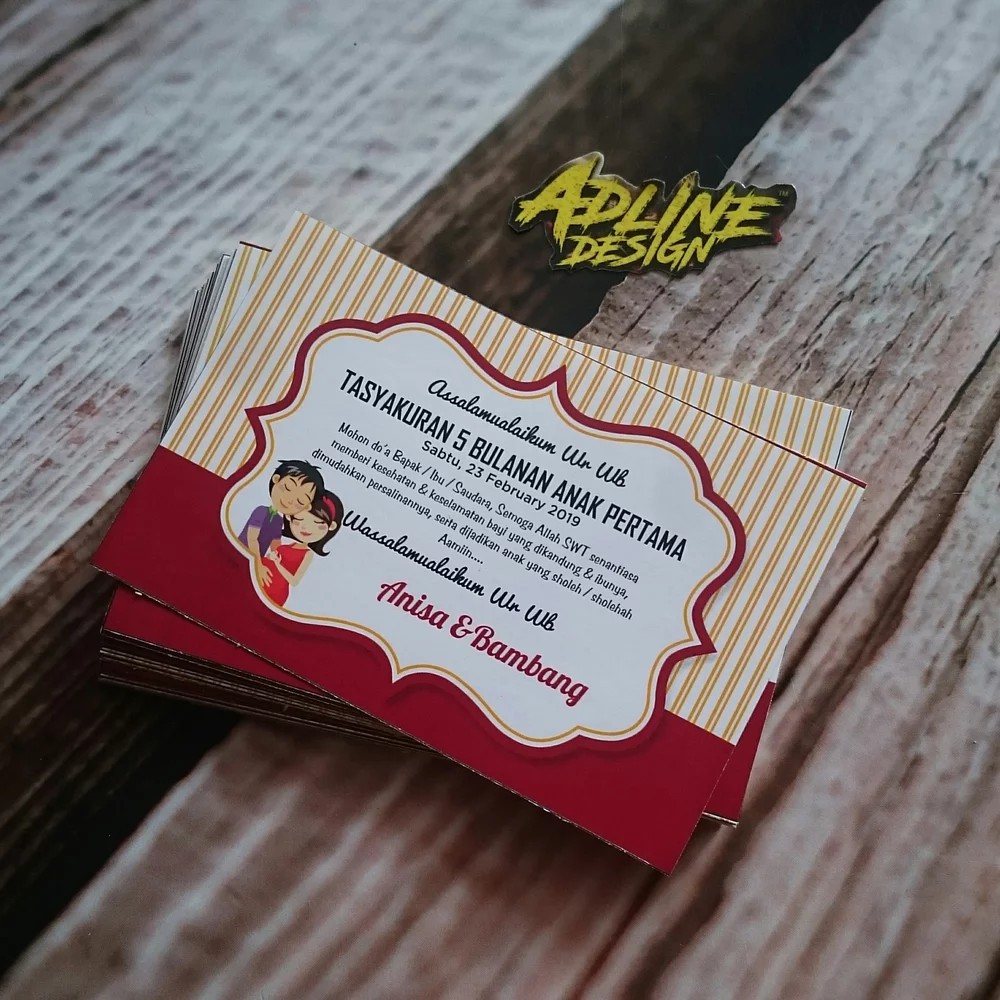 ADLINE™
DESIGN
Assalamualaikum Wr Wb
TASYAKURAN 5 BULANAN ANAK PERTAMA
Sabtu, 23 February 2019
Mohon do'a Bapak / Ibu / Saudara, Semoga Allah SWT senantiasa
memberi kesehatan & keselamatan bayi yang dikandung & ibunya,
dimudahkan persalinannya, serta dijadikan anak yang sholeh / sholehah
Aamiin....
Wassalamualaikum Wr Wb
Anisa & Bambang